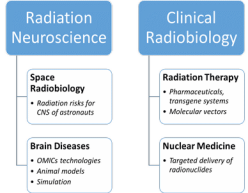 Radiation
Neuroscience
Space
Radiobiology
• Radiation risks for
CNS of astronauts
Brain Diseases
• OMICs technologies
• Animal models
• Simulation
Clinical
Radiobiology
Radiation Therapy
• Pharmaceuticals,
transgene systems
• Molecular vectors
Nuclear Medicine
• Targeted delivery of
radionuclides